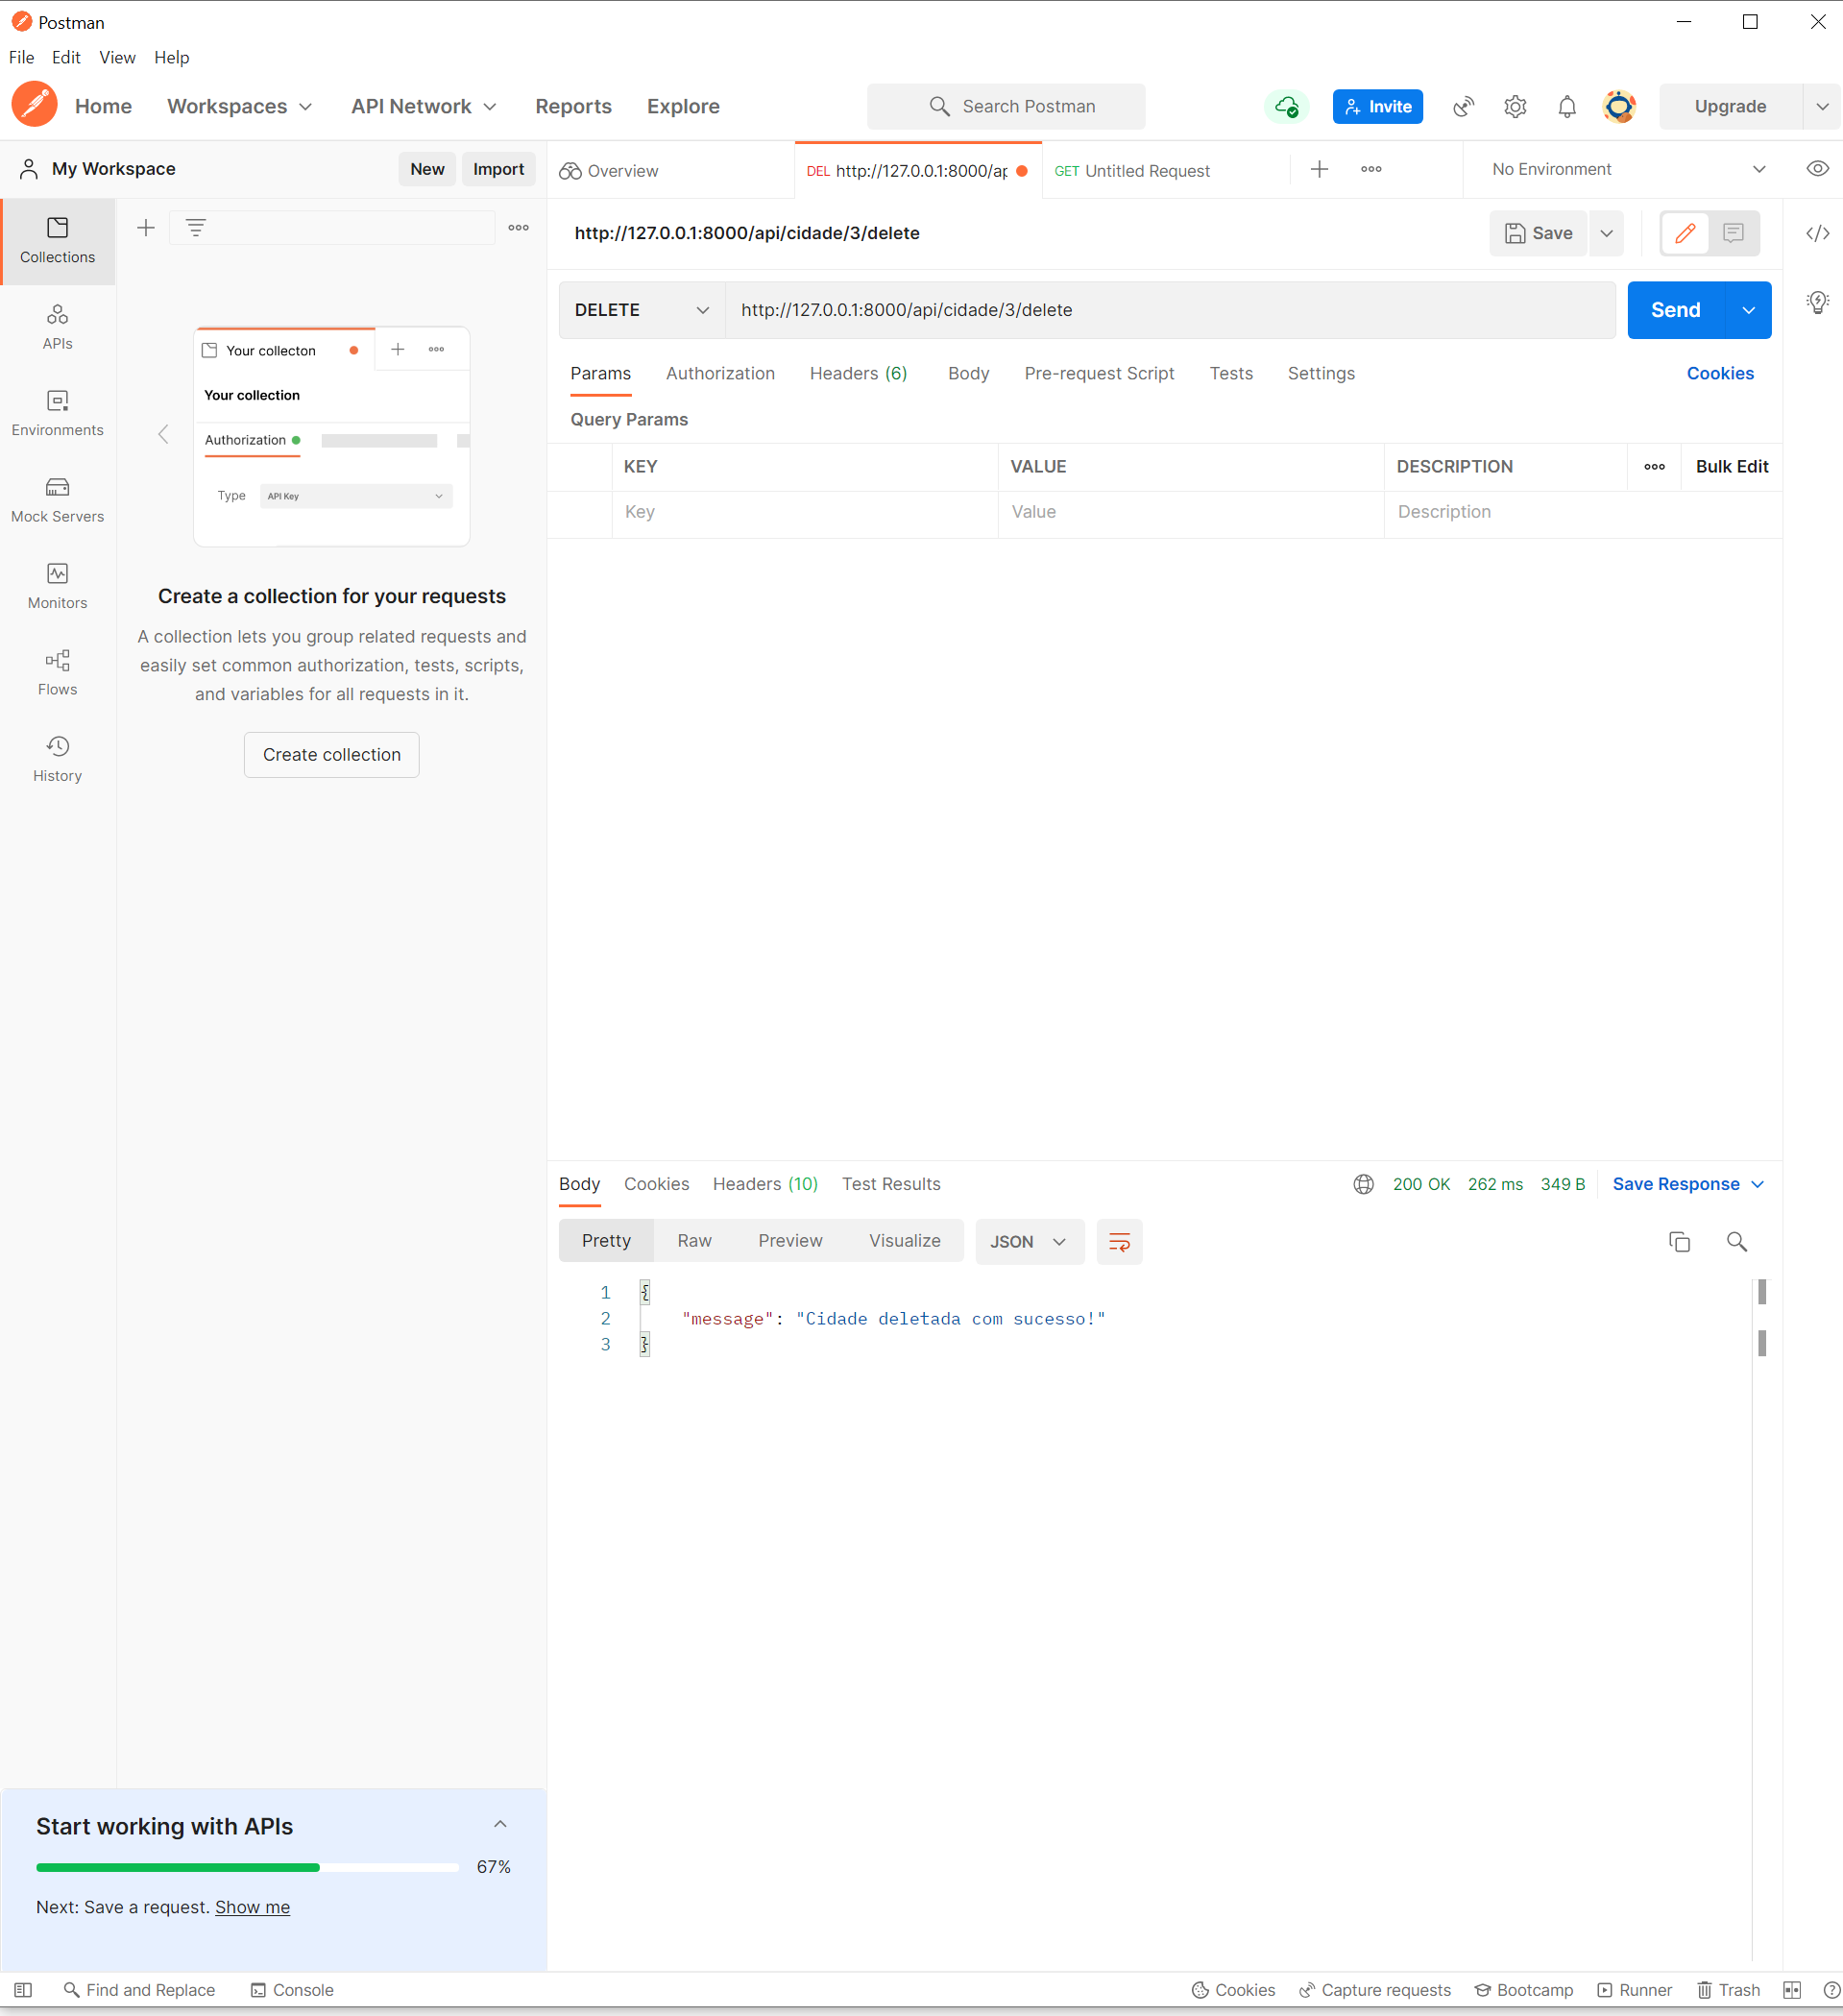 Postman
File Edit View Help
Home Workspaces API Network Reports Explore Search Postman Invite Upgrade
My Workspace New Import Overview DEL http://127.0.0.1:8000/ap GET Untitled Request No Environment
Collections
APIs
Environments
Mock Servers
Monitors
Flows
History
Your collecton
Your collection
Authorization
Type API Key
Create a collection for your requests
A collection lets you group related requests and
easily set common authorization, tests, scripts,
and variables for all requests in it.
Create collection
http://127.0.0.1:8000/api/cidade/3/delete Save
DELETE http://127.0.0.1:8000/api/cidade/3/delete Send
Params Authorization Headers (6) Body Pre-request Script Tests Settings Cookies
Query Params
KEY VALUE DESCRIPTION Bulk Edit
Key Value Description
Body Cookies Headers (10) Test Results 200 OK 262 ms 349 B Save Response
Pretty Raw Preview Visualize JSON
1 {
2 "message": "Cidade deletada com sucesso!"
3 }
Start working with APIs
67%
Next: Save a request. Show me
Find and Replace Console Cookies Capture requests Bootcamp Runner Trash